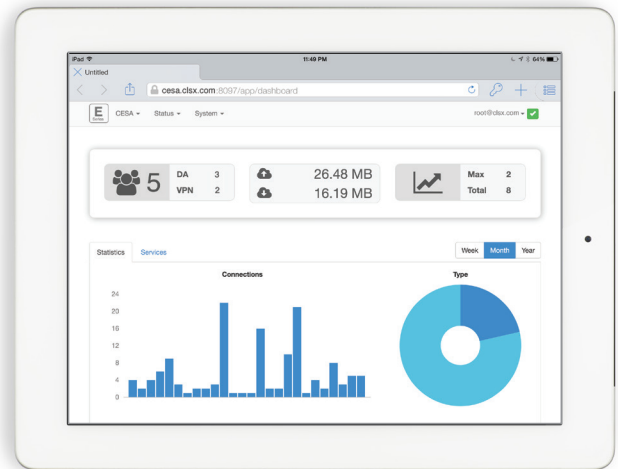 iPad 11:49 PM 64%
Untitled
cesa.clsx.com:8097/app/dashboard
E CESA Status System root@clsx.com
Series
5 DA 3 26.48 MB Max 2
VPN 2 16.19 MB Total 8
Statistics Services Week Month Year
Connections Type
24
20
16
12
8
4
0